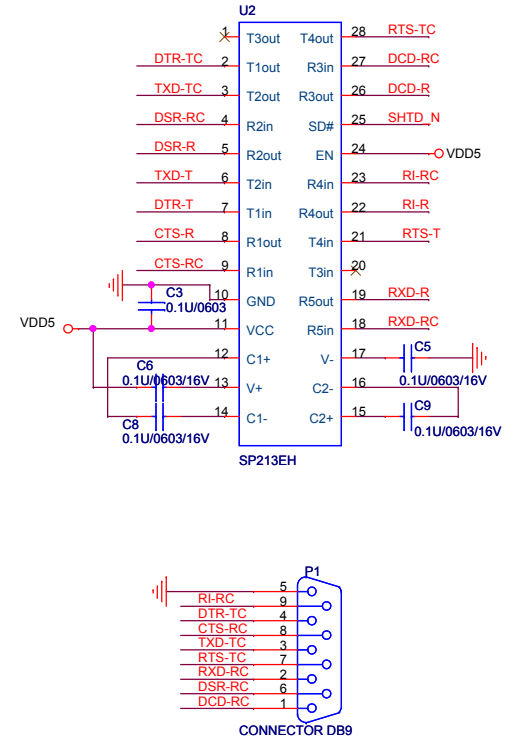 U2
1 T3out T4out 28 RTS-TC
DTR-TC 2 T1out R3in 27 DCD-RC
TXD-TC 3 T2out R3out 26 DCD-R
DSR-RC 4 R2in SD# 25 SHTD_N
DSR-R 5 R2out EN 24 VDD5
TXD-T 6 T2in R4in 23 RI-RC
DTR-T 7 T1in R4out 22 RI-R
CTS-R 8 R1out T4in 21 RTS-T
CTS-RC 9 R1in T3in 20
C3 10 GND R5out 19 RXD-R
0.1U/0603
VDD5 11 VCC R5in 18 RXD-RC
12 C1+ V- 17 C5
C6
0.1U/0603/16V 13 V+ C2- 16 0.1U/0603/16V
C8 14 C1- C2+ 15 C9
0.1U/0603/16V 0.1U/0603/16V
SP213EH
P1
5
RI-RC 9
DTR-TC 4
CTS-RC 8
TXD-TC 3
RTS-TC 7
RXD-RC 2
DSR-RC 6
DCD-RC 1
CONNECTOR DB9